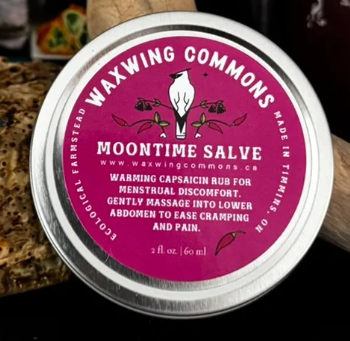 WAXWING COMMONS
ECOLOGICAL FARMSTEAD
MADE IN TIMMINS, ON
MOONTIME SALVE
www.waxwingcommons.ca
WARMING CAPSAICIN RUB FOR
MENSTRUAL DISCOMFORT.
GENTLY MASSAGE INTO LOWER
ABDOMEN TO EASE CRAMPING
AND PAIN.
2 fl. oz. | 60 ml